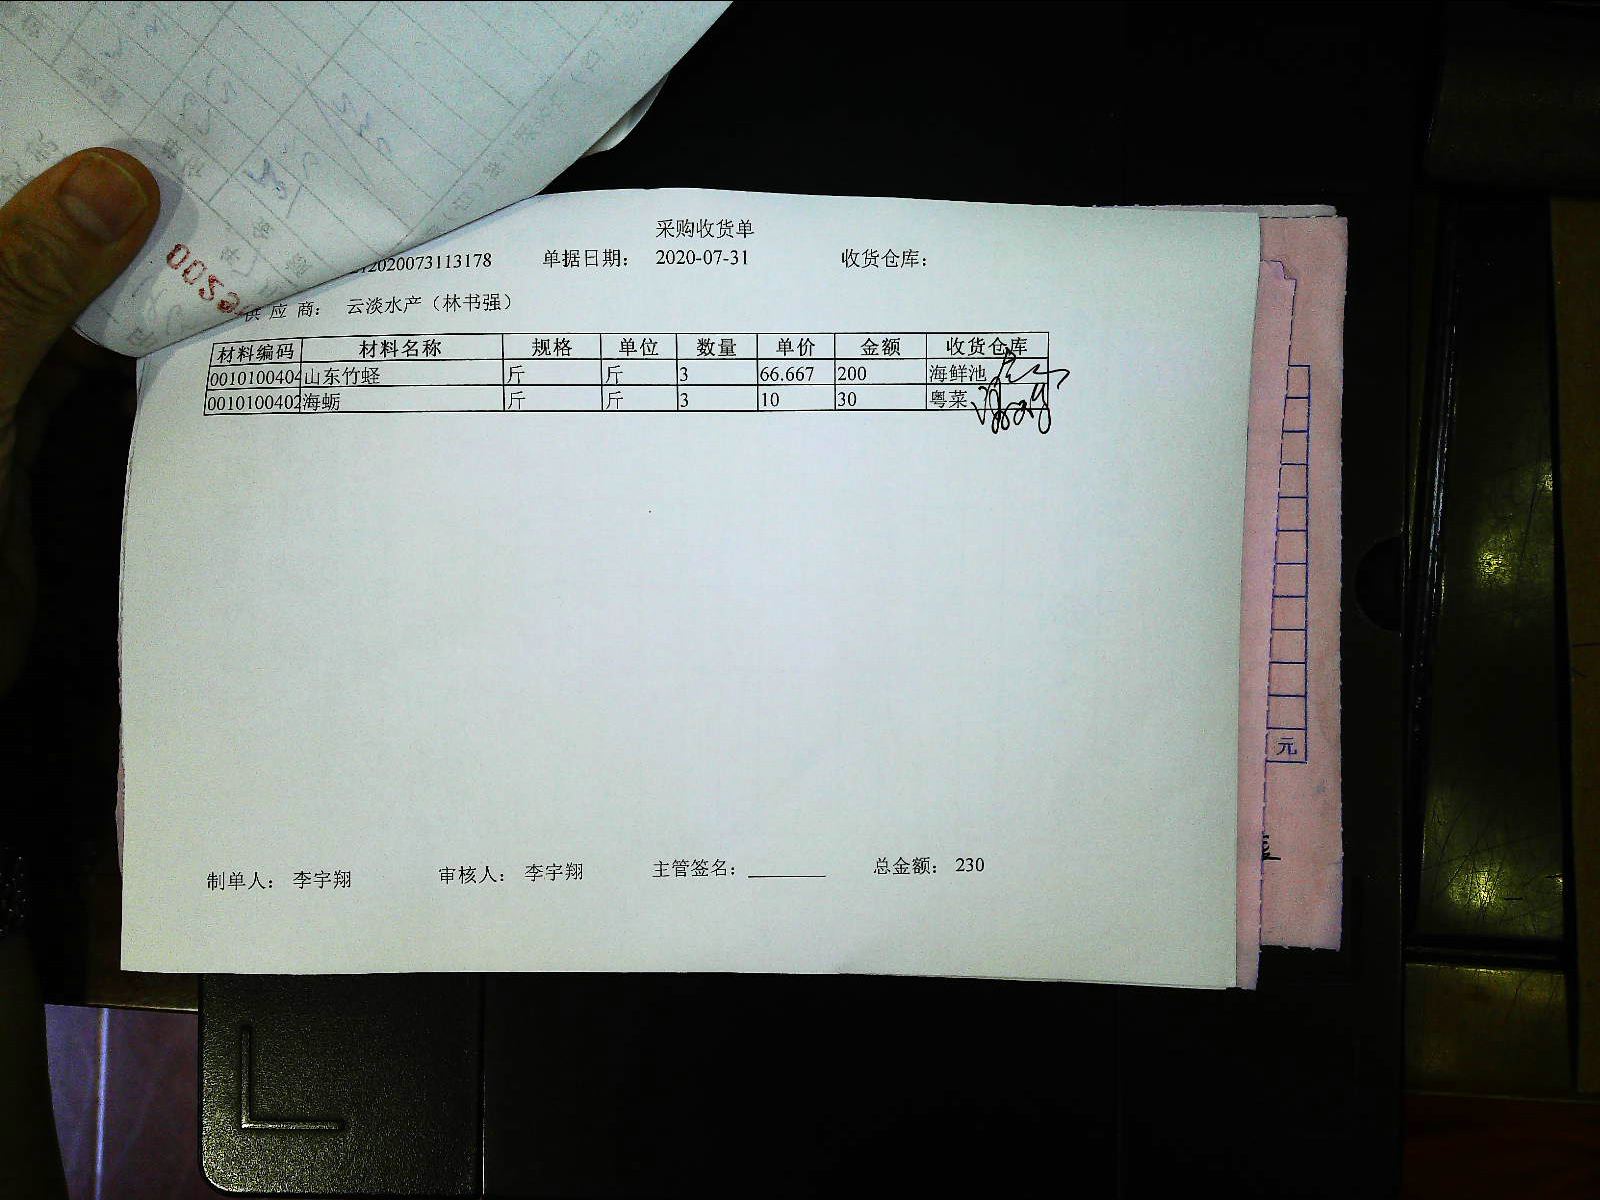 采购收货单
2020073113178 单据日期： 2020-07-31 收货仓库：
供 应 商： 云淡水产（林书强）
材料编码 材料名称 规格 单位 数量 单价 金额 收货仓库
0010100404 山东竹蛏 斤 斤 3 66.667 200 海鲜池
0010100402 海蛎 斤 斤 3 10 30 粤菜
元
制单人： 李宇翔 审核人： 李宇翔 主管签名： 总金额： 230